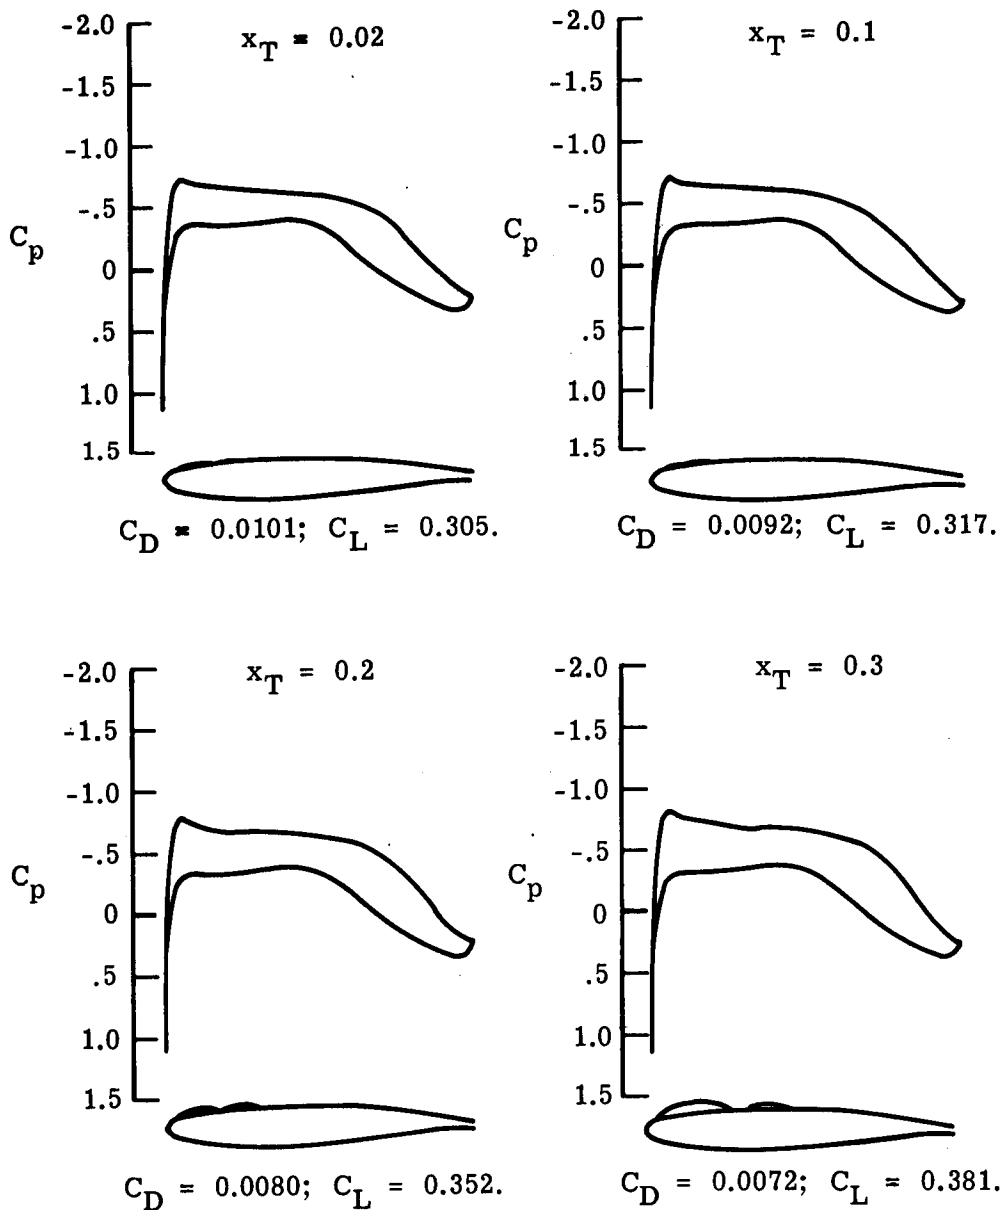 x_T = 0.02
-2.0
-1.5
-1.0
-.5
0
.5
1.0
1.5
C_p
C_D = 0.0101; C_L = 0.305.
x_T = 0.1
-2.0
-1.5
-1.0
-.5
0
.5
1.0
1.5
C_p
C_D = 0.0092; C_L = 0.317.
x_T = 0.2
-2.0
-1.5
-1.0
-.5
0
.5
1.0
1.5
C_p
C_D = 0.0080; C_L = 0.352.
x_T = 0.3
-2.0
-1.5
-1.0
-.5
0
.5
1.0
1.5
C_p
C_D = 0.0072; C_L = 0.381.